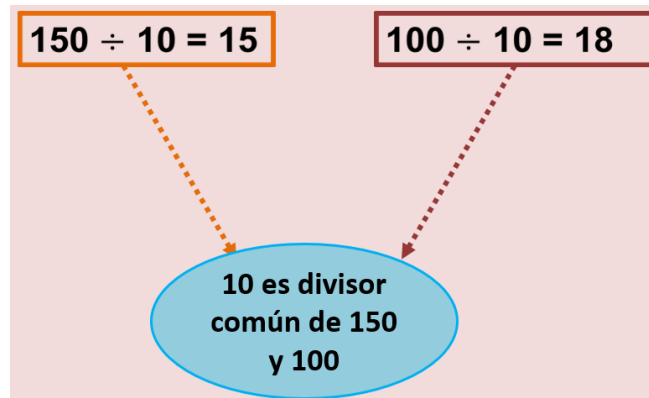 150 ÷ 10 = 15
100 ÷ 10 = 18
10 es divisor
común de 150
y 100